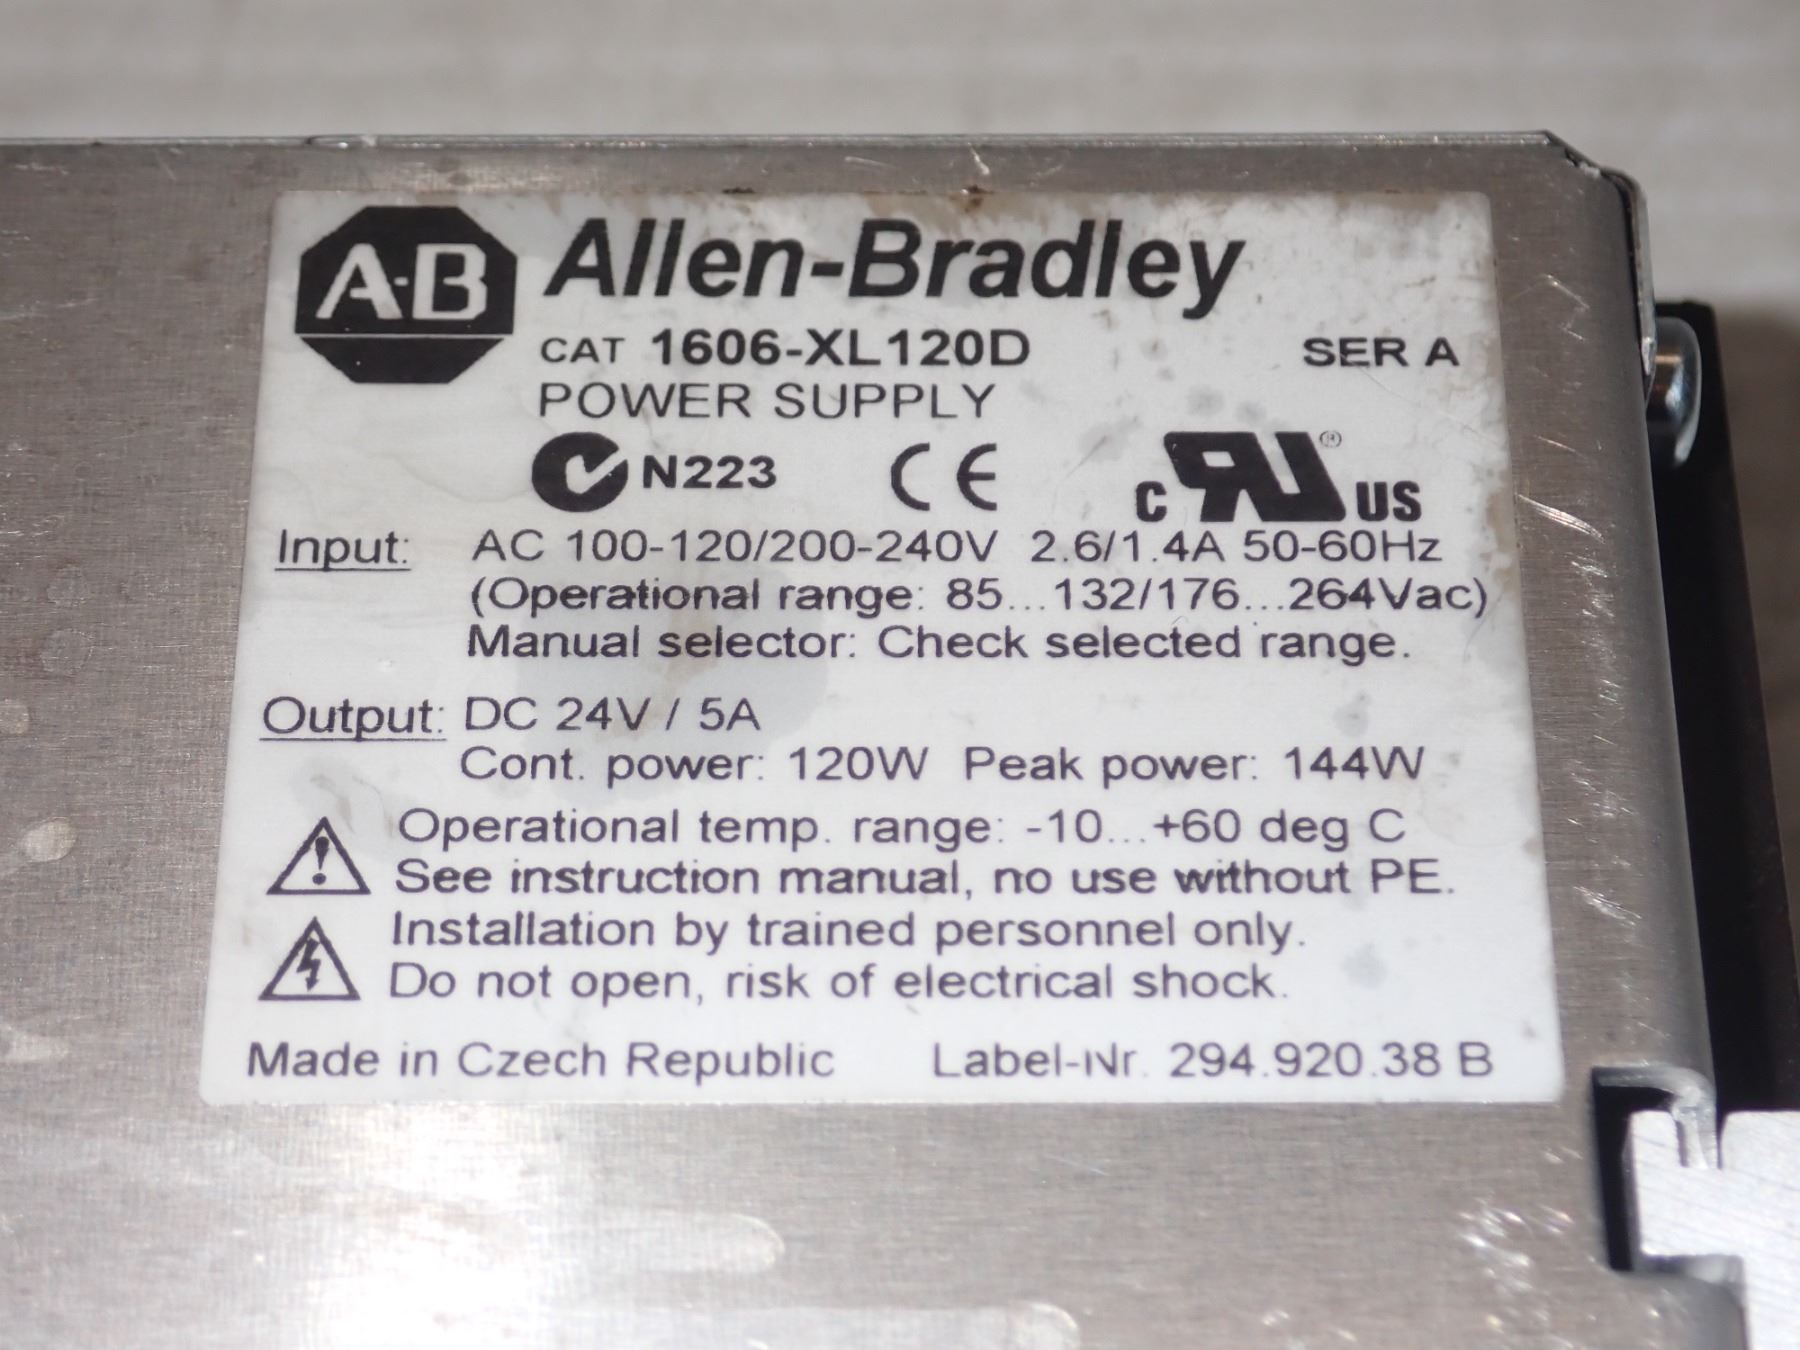 A-B Allen-Bradley
CAT 1606-XL120D SER A
POWER SUPPLY
N223 CE c RU ® US
Input: AC 100-120/200-240V 2.6/1.4A 50-60Hz
(Operational range: 85...132/176...264Vac)
Manual selector: Check selected range.
Output: DC 24V / 5A
Cont. power: 120W Peak power: 144W
Operational temp. range: -10...+60 deg C
See instruction manual, no use without PE.
Installation by trained personnel only.
Do not open, risk of electrical shock.
Made in Czech Republic Label-Nr. 294.920.38 B